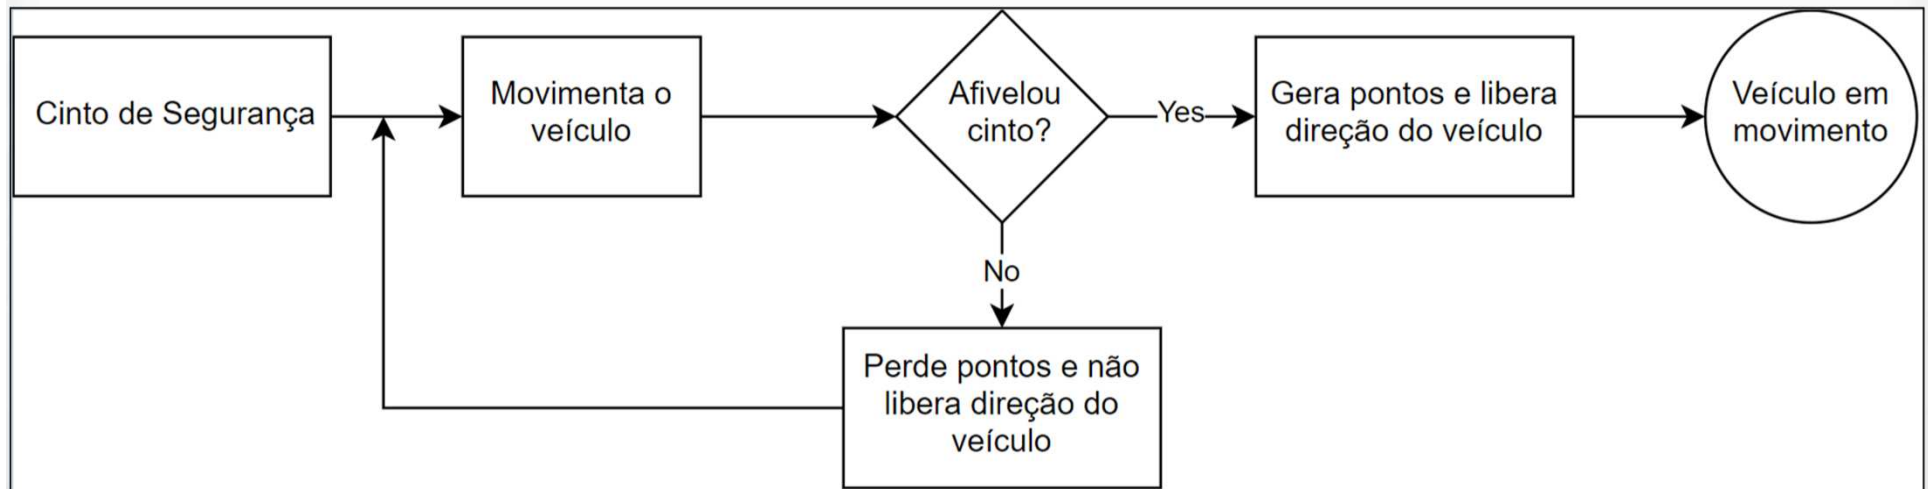 Cinto de Segurança
Movimenta o
veículo
Afivelou
cinto?
Yes
Gera pontos e libera
direção do veículo
Veículo em
movimento
No
Perde pontos e não
libera direção do
veículo